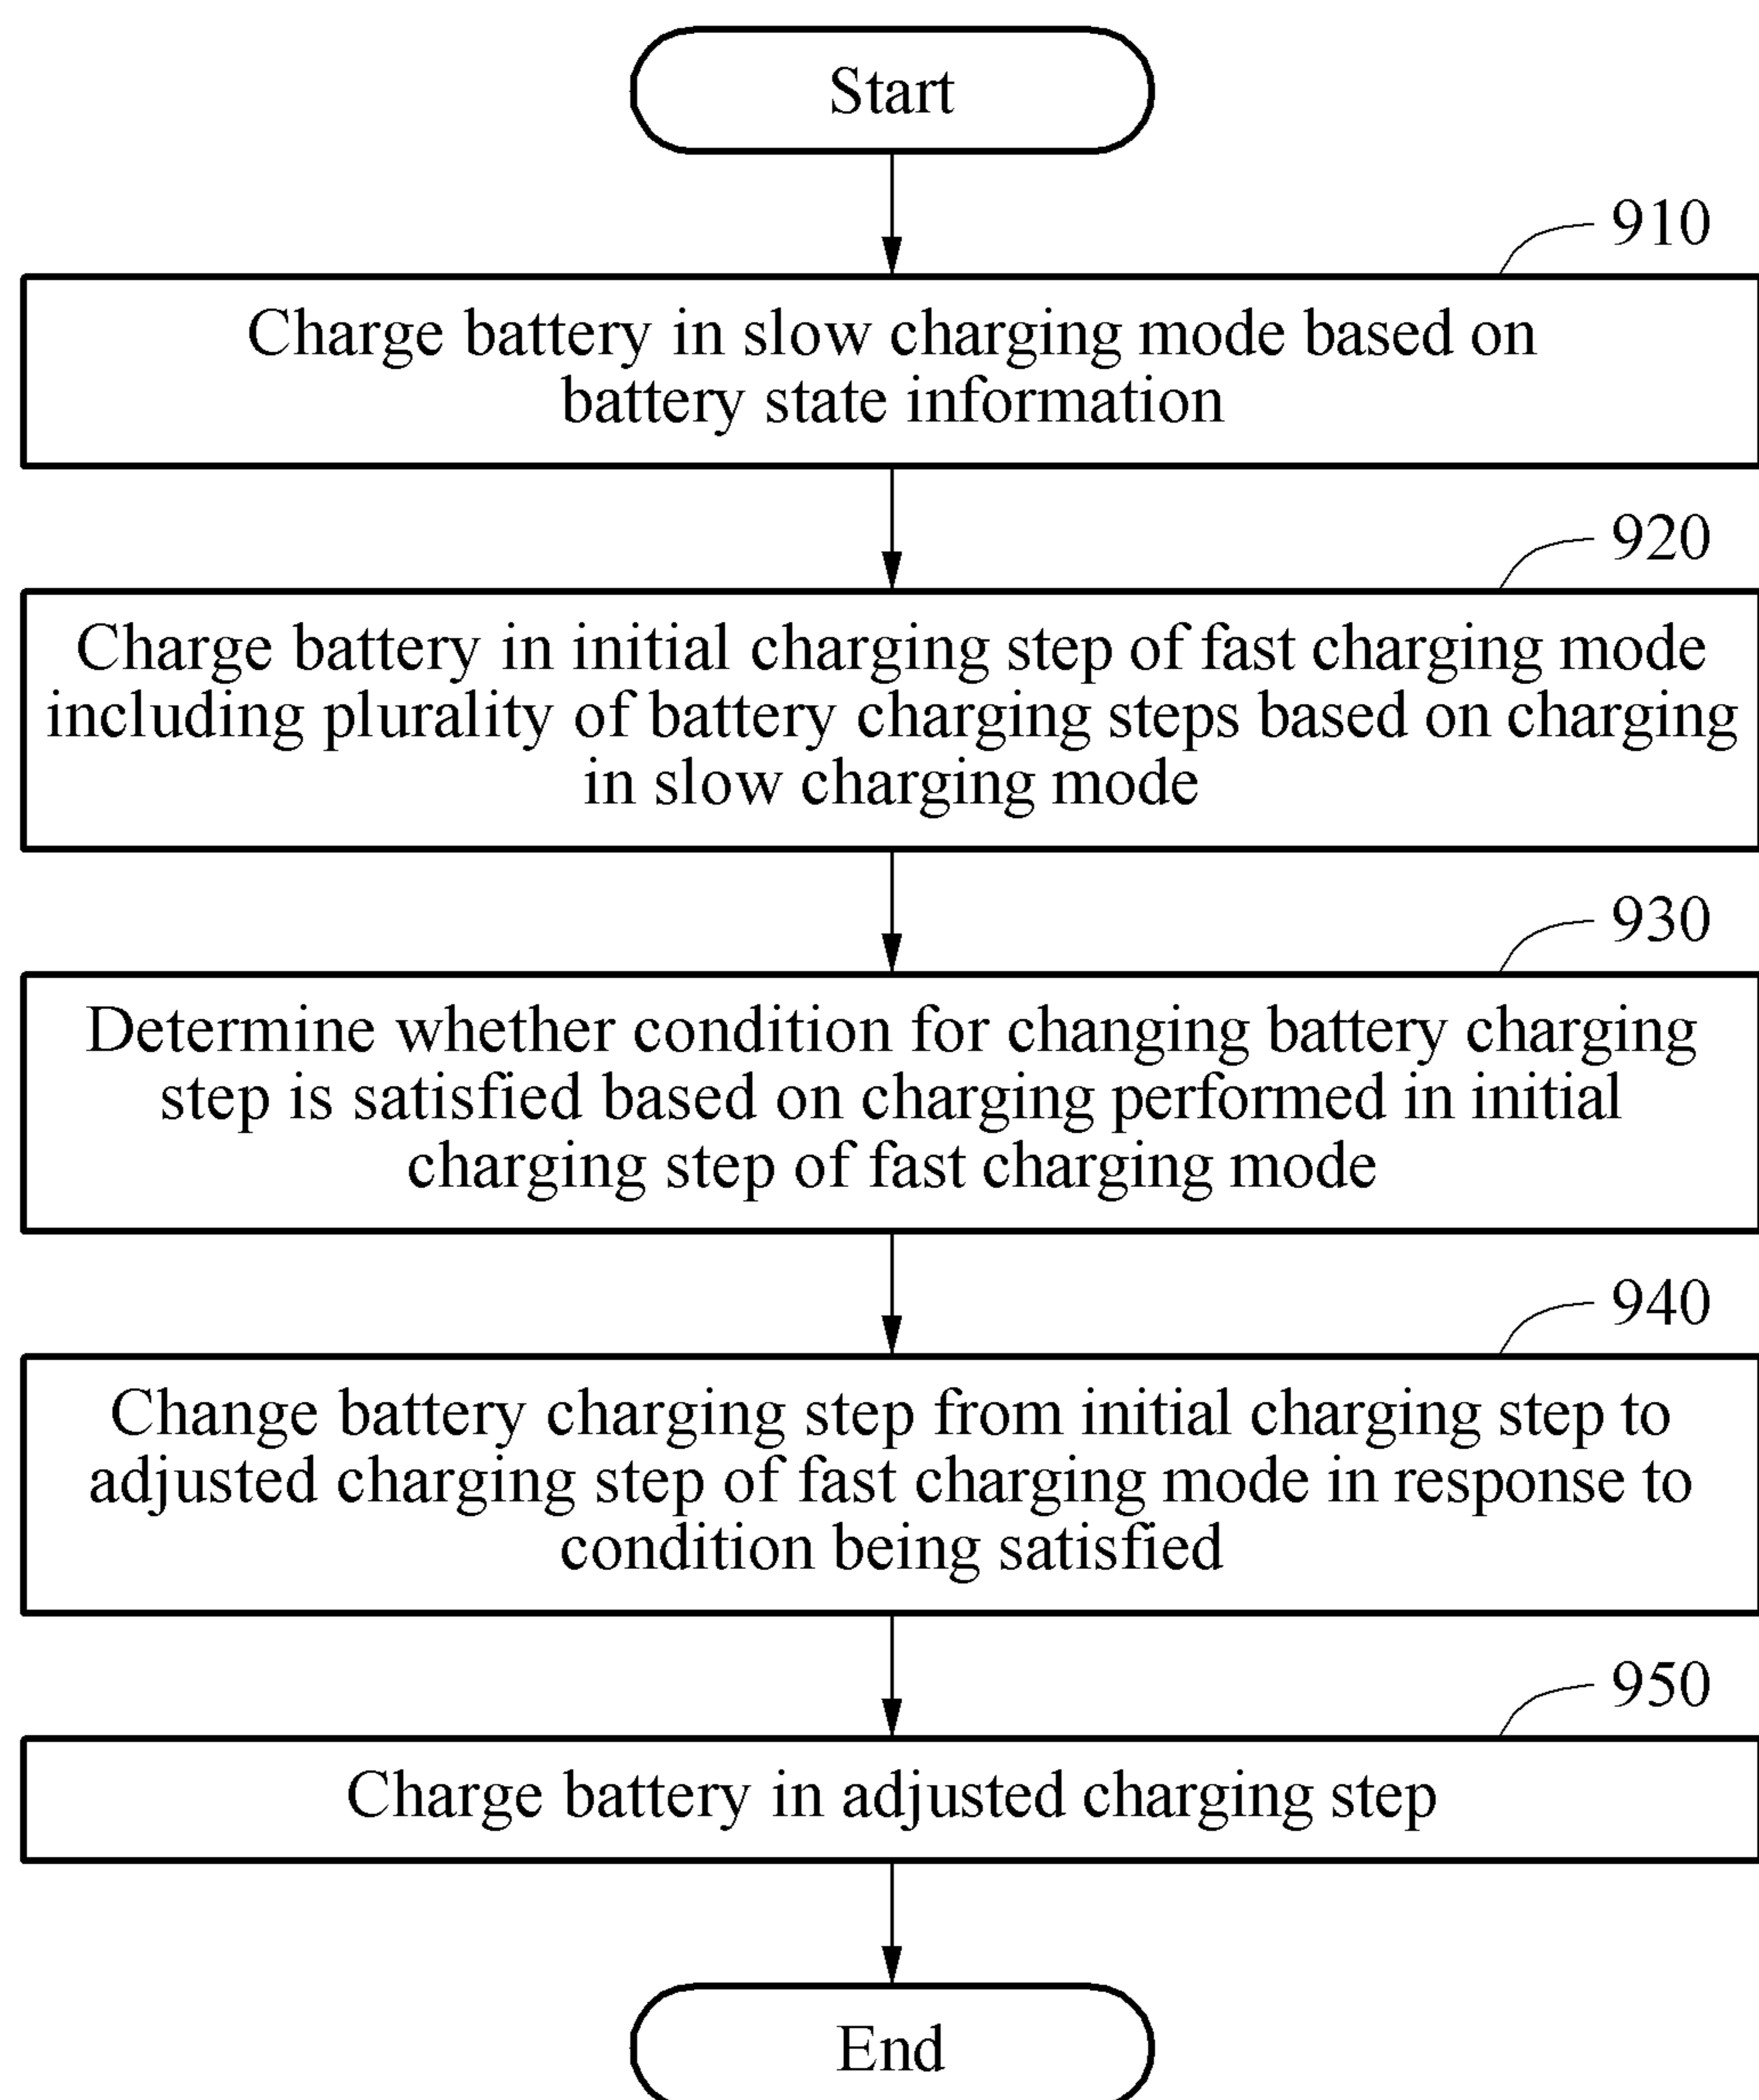 Start
910
Charge battery in slow charging mode based on
battery state information
920
Charge battery in initial charging step of fast charging mode
including plurality of battery charging steps based on charging
in slow charging mode
930
Determine whether condition for changing battery charging
step is satisfied based on charging performed in initial
charging step of fast charging mode
940
Change battery charging step from initial charging step to
adjusted charging step of fast charging mode in response to
condition being satisfied
950
Charge battery in adjusted charging step
End